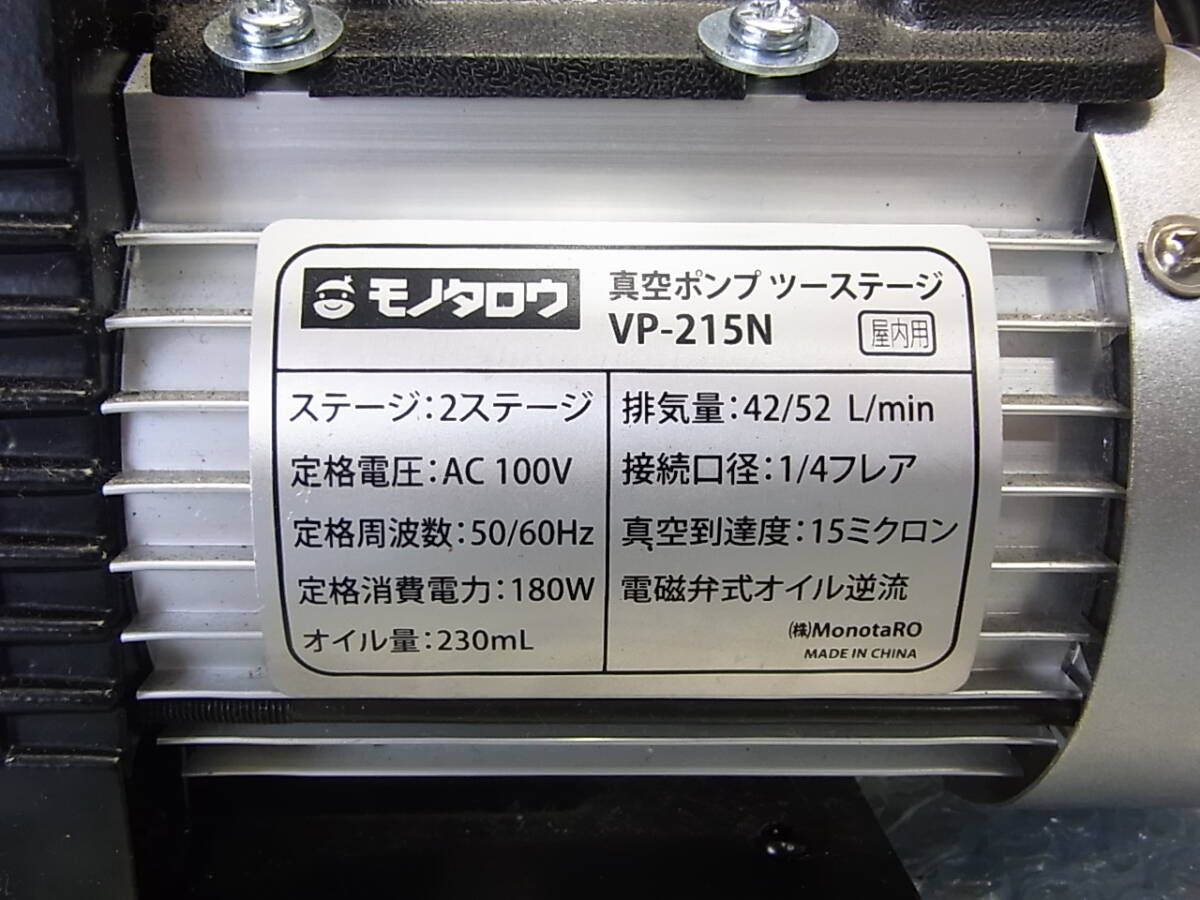 モノタロウ
真空ポンプ ツーステージ
VP-215N
屋内用
ステージ:2ステージ
定格電圧:AC 100V
定格周波数:50/60Hz
定格消費電力:180W
オイル量:230mL
排気量:42/52 L/min
接続口径:1/4フレア
真空到達度:15ミクロン
電磁弁式オイル逆流
㈱MonotaRO
MADE IN CHINA